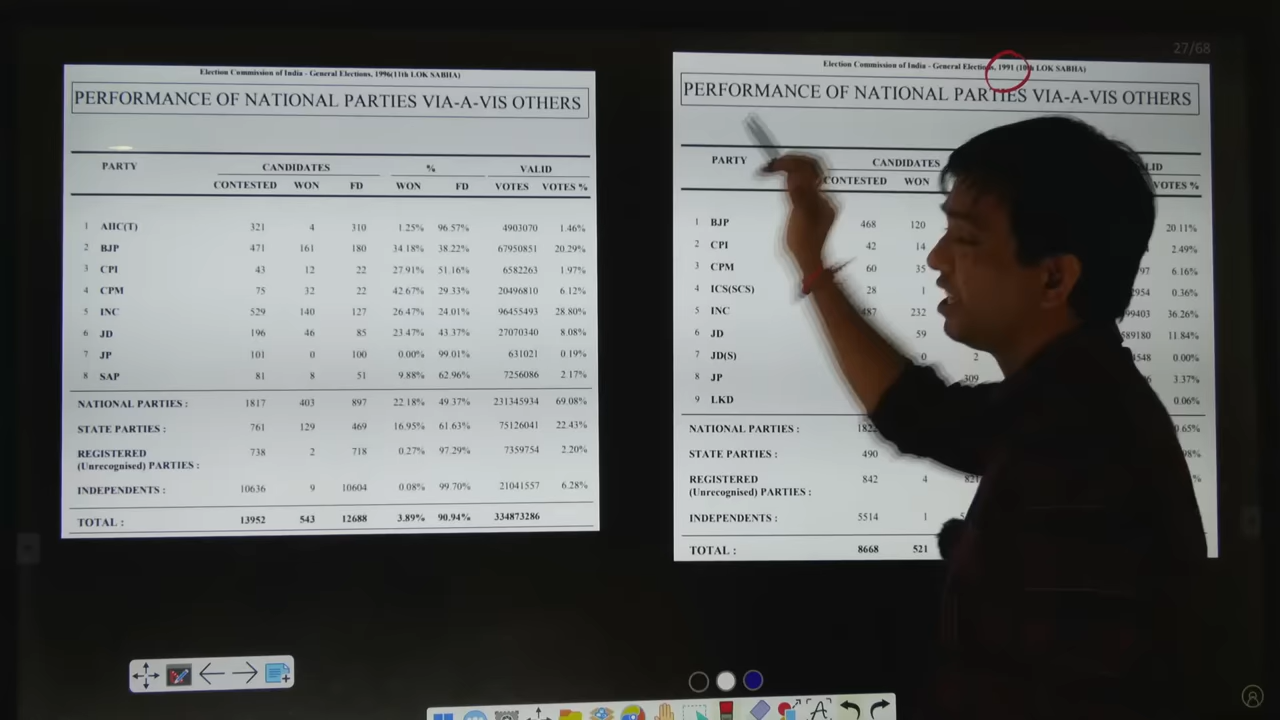 27/68
Election Commission of India - General Elections, 1996(11th LOK SABHA)
PERFORMANCE OF NATIONAL PARTIES VIA-A-VIS OTHERS
PARTY CANDIDATES % VALID
CONTESTED WON FD WON FD VOTES VOTES %
1 AIIC(T) 321 4 310 1.25% 96.57% 4903070 1.46%
2 BJP 471 161 180 34.18% 38.22% 67950851 20.29%
3 CPI 43 12 22 27.91% 51.16% 6582263 1.97%
4 CPM 75 32 22 42.67% 29.33% 20496810 6.12%
5 INC 529 140 127 26.47% 24.01% 96455493 28.80%
6 JD 196 46 85 23.47% 43.37% 27070340 8.08%
7 JP 101 0 100 0.00% 99.01% 631021 0.19%
8 SAP 81 8 51 9.88% 62.96% 7256086 2.17%
NATIONAL PARTIES : 1817 403 897 22.18% 49.37% 231345934 69.08%
STATE PARTIES : 761 129 469 16.95% 61.63% 75126041 22.43%
REGISTERED 738 2 718 0.27% 97.29% 7359754 2.20%
(Unrecognised) PARTIES :
INDEPENDENTS : 10636 9 10604 0.08% 99.70% 21041557 6.28%
TOTAL : 13952 543 12688 3.89% 90.94% 334873286
Election Commission of India - General Elections, 1991 (10th LOK SABHA)
PERFORMANCE OF NATIONAL PARTIES VIA-A-VIS OTHERS
PARTY CANDIDATES
CONTESTED WON VOTES %
1 BJP 468 120 20.11%
2 CPI 42 14 2.49%
3 CPM 60 35 97 6.16%
4 ICS(SCS) 28 1 2954 0.36%
5 INC 487 232 99403 36.26%
6 JD 59 589180 11.84%
7 JD(S) 0 2 4548 0.00%
8 JP 309 3.37%
9 LKD 0.06%
NATIONAL PARTIES : 182
STATE PARTIES : 490
REGISTERED 842 4 821
(Unrecognised) PARTIES :
INDEPENDENTS : 5514 1
TOTAL : 8668 521